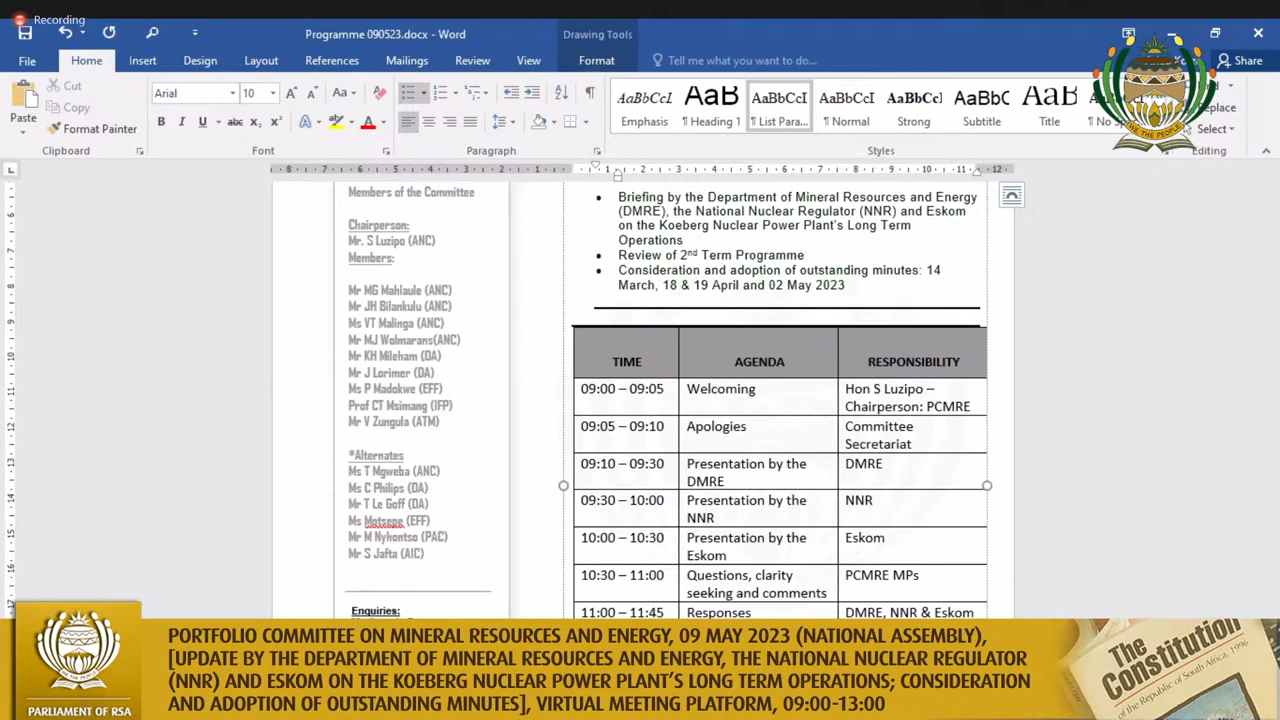 Recording
Programme 090523.docx - Word
Drawing Tools
File
Home
Insert
Design
Layout
References
Mailings
Review
View
Format
Tell me what you want to do...
Share
Paste
Cut
Copy
Format Painter
Clipboard
Arial
10
Font
Paragraph
AaBbCcI
Emphasis
AaB
¶ Heading 1
AaBbCcI
¶ List Para...
AaBbCcI
¶ Normal
AaBbCcI
Strong
AaBbC
Subtitle
AaB
Title
¶ No Sp
Styles
Select
Editing
WE THE PEOPLE
Members of the Committee
Chairperson:
Mr. S Luzipo (ANC)
Members:
Mr MG Mahlaule (ANC)
Mr JH Bilankulu (ANC)
Ms VT Malinga (ANC)
Mr MJ Wolmarans(ANC)
Mr KH Mileham (DA)
Mr J Lorimer (DA)
Ms P Madokwe (EFF)
Prof CT Msimang (IFP)
Mr V Zungula (ATM)
*Alternates
Ms T Mgweba (ANC)
Ms C Philips (DA)
Mr T Le Goff (DA)
Ms Motsepe (EFF)
Mr M Nyhontso (PAC)
Mr S Jafta (AIC)
Enquiries:
• Briefing by the Department of Mineral Resources and Energy
(DMRE), the National Nuclear Regulator (NNR) and Eskom
on the Koeberg Nuclear Power Plant's Long Term
Operations
• Review of 2nd Term Programme
• Consideration and adoption of outstanding minutes: 14
March, 18 & 19 April and 02 May 2023
TIME AGENDA RESPONSIBILITY
09:00 – 09:05 Welcoming Hon S Luzipo –
Chairperson: PCMRE
09:05 – 09:10 Apologies Committee
Secretariat
09:10 – 09:30 Presentation by the DMRE
DMRE
09:30 – 10:00 Presentation by the NNR
NNR
10:00 – 10:30 Presentation by the Eskom
Eskom
10:30 – 11:00 Questions, clarity PCMRE MPs
seeking and comments
11:00 – 11:45 Responses DMRE, NNR & Eskom
PARLIAMENT OF RSA
PORTFOLIO COMMITTEE ON MINERAL RESOURCES AND ENERGY, 09 MAY 2023 (NATIONAL ASSEMBLY),
[UPDATE BY THE DEPARTMENT OF MINERAL RESOURCES AND ENERGY, THE NATIONAL NUCLEAR REGULATOR
(NNR) AND ESKOM ON THE KOEBERG NUCLEAR POWER PLANT'S LONG TERM OPERATIONS; CONSIDERATION
AND ADOPTION OF OUTSTANDING MINUTES], VIRTUAL MEETING PLATFORM, 09:00-13:00
The
Constitution
of the Republic of South Africa, 1996